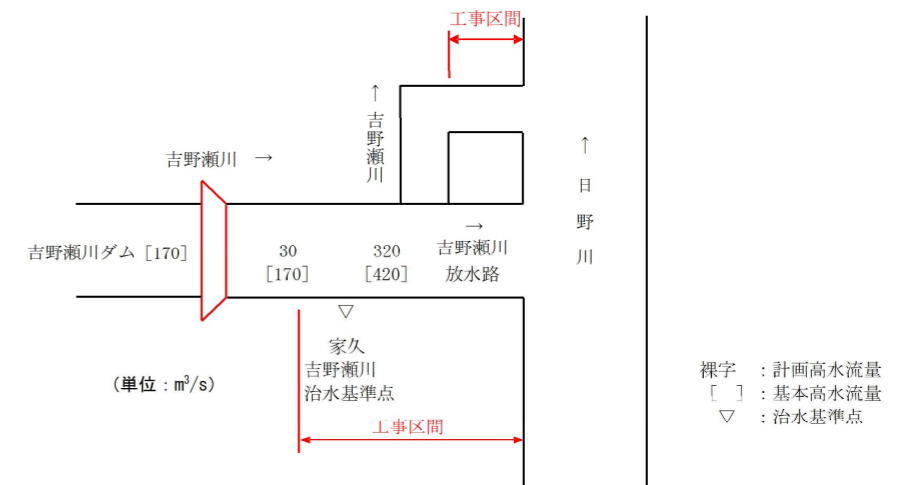 工事区間
↑吉野瀬川
吉野瀬川 →
↑日野川
吉野瀬川ダム [170]
30
[170]
320
[420]
→
吉野瀬川
放水路
▽
家久
吉野瀬川
治水基準点
(単位:m³/s)
工事区間
裸字 :計画高水流量
[ ] :基本高水流量
▽ :治水基準点